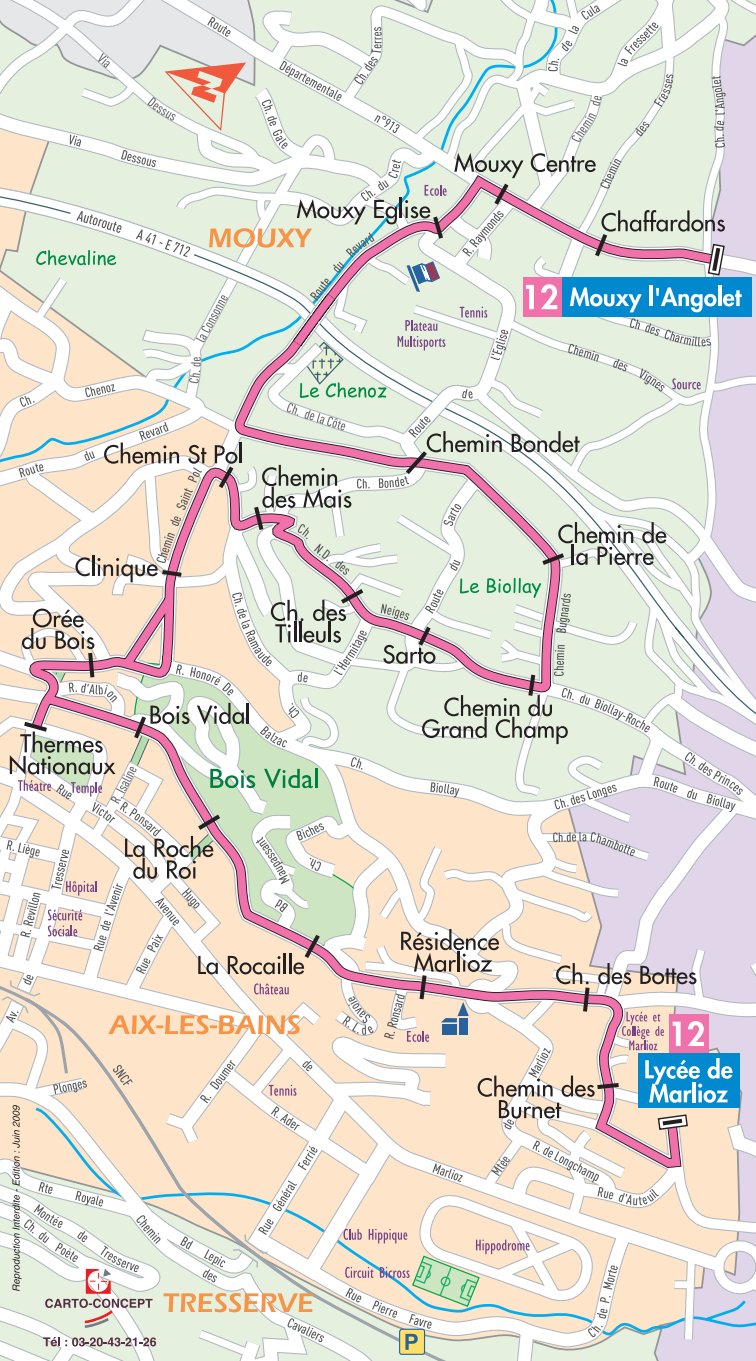 Route
Départementale
n°913
Via
Dessus
Via
Dessous
N
Ch. des Terres
Ch. de Gale
Ch. du Cret
Ch. de la Cula
la Fressette
Chemin de
Chemin des Fresses
Ch. de l'Angolet
Mouxy Centre
Ecole
Mouxy Eglise
Chaffardons
R. Raymonds
Autoroute A 41 - E 712
MOUXY
Chevaline
Route du Revard
12 Mouxy l'Angolet
Plateau
Multisports
Tennis
Ch des Charmilles
Chemin des Vignes
Source
Ch. de la Consonne
Route de l'Eglise
Le Chenoz
Ch. de la Côte
Ch. Chenoz
Route du Revard
Chemin St Pol
Chemin de Saint Pol
Chemin
des Mais
Ch. Bondet
Chemin Bondet
Chemin de
la Pierre
Clinique
Ch. N.D. des Neiges
Route du Sarto
Le Biollay
Chemin Bugnards
Ch. des
Tilleuls
Sarto
Orée
du Bois
Ch. de la Ramaude
Ch. de l'Hermitage
Chemin du
Grand Champ
Ch. du Biollay-Roche
R. d'Albion
R. Honoré De Balzac
Bois Vidal
Thermes
Nationaux
Théatre
Temple
R. Isaline
R. Ponsard
Rue Victor Hugo
Bois Vidal
Ch. Biollay
Ch. des Longes
Ch. des Princes
Route du Biollay
Ch.de la Chambotte
La Roche
du Roi
Ch. Biches
Bd Maupassant
R. Liège
Tresserve
Hôpital
Sécurité
Sociale
R. Revillon
Rue de l'Avenir
Rue Paix
Avenue
Av. de
La Rocaille
Château
Résidence
Marlioz
Ch. des Bottes
R. L. de Savoie
R. Ronsard
Ecole
AIX-LES-BAINS
Lycée et
Collège de
Marlioz
12
Lycée de
Marlioz
Marlioz
Chemin des
Burnet
SNCF
Plonges
R. Doumer
Tennis
R. Ader
de
Marlioz
Mlée de
R. de Longchamp
Rue d'Auteuil
Rue Général Ferrié
Rte Royale
Montée de Tresserve
Ch. du Poète
Chemin des Cavaliers
Bd Lepic
Club Hippique
Circuit Bicross
Hippodrome
Rue Pierre Favre
Ch. de P. Morte
TRESSERVE
P
CARTO-CONCEPT
Tél : 03-20-43-21-26
Reproduction Interdite - Edition : Juin 2009